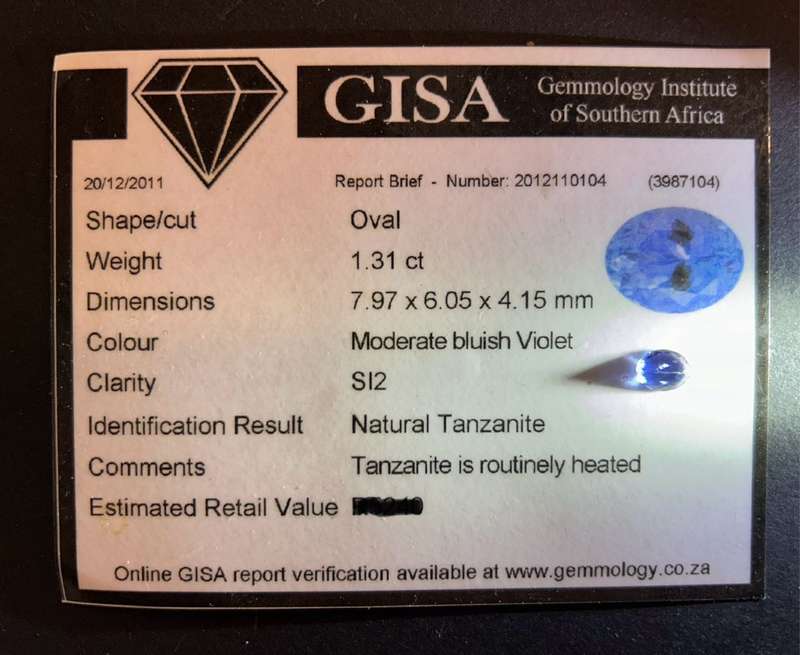 GISA
Gemmology Institute
of Southern Africa
20/12/2011 Report Brief - Number: 2012110104 (3987104)
Shape/cut Oval
Weight 1.31 ct
Dimensions 7.97 x 6.05 x 4.15 mm
Colour Moderate bluish Violet
Clarity SI2
Identification Result Natural Tanzanite
Comments Tanzanite is routinely heated
Estimated Retail Value
Online GISA report verification available at www.gemmology.co.za